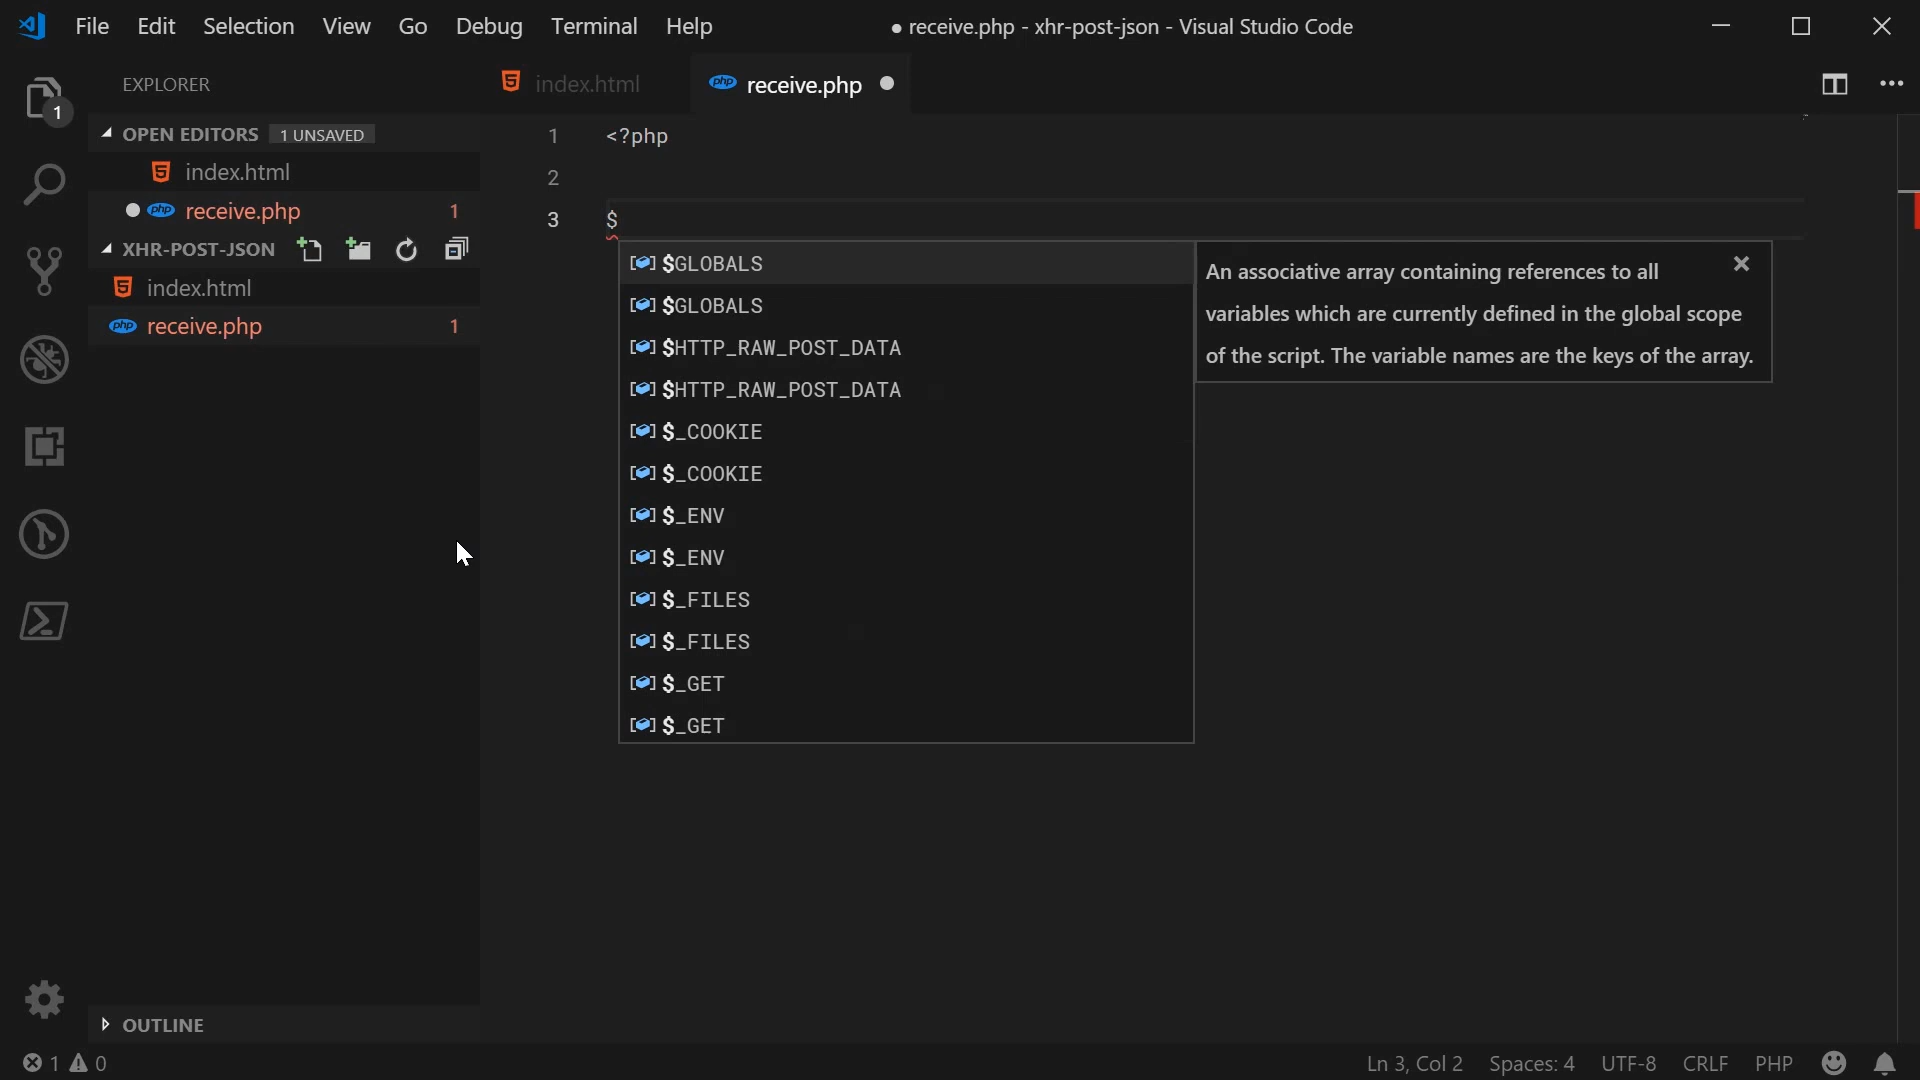 File Edit Selection View Go Debug Terminal Help
● receive.php - xhr-post-json - Visual Studio Code
EXPLORER
1
OPEN EDITORS 1 UNSAVED
index.html
php receive.php 1
XHR-POST-JSON
index.html
php receive.php 1
OUTLINE
index.html
php receive.php
1 <?php
2
3 $
$GLOBALS
$GLOBALS
$HTTP_RAW_POST_DATA
$HTTP_RAW_POST_DATA
$_COOKIE
$_COOKIE
$_ENV
$_ENV
$_FILES
$_FILES
$_GET
$_GET
An associative array containing references to all
variables which are currently defined in the global scope
of the script. The variable names are the keys of the array.
1 0
Ln 3, Col 2 Spaces: 4 UTF-8 CRLF PHP